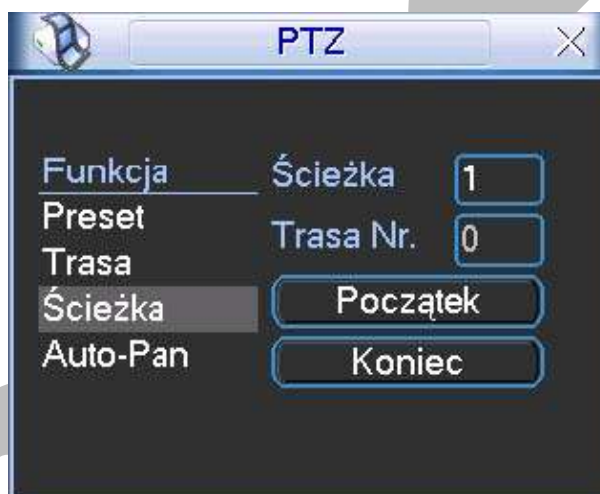 PTZ
Funkcja
Preset
Trasa
Ścieżka
Auto-Pan
Ścieżka 1
Trasa Nr. 0
Początek
Koniec